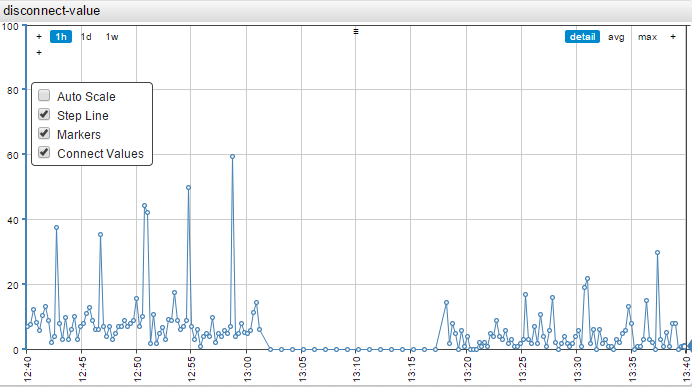 disconnect-value
100
80
60
40
20
0
+ 1h 1d 1w
+
≡
detail avg max +
Auto Scale
Step Line
Markers
Connect Values
12:40 12:45 12:50 12:55 13:00 13:05 13:10 13:15 13:20 13:25 13:30 13:35 13:40